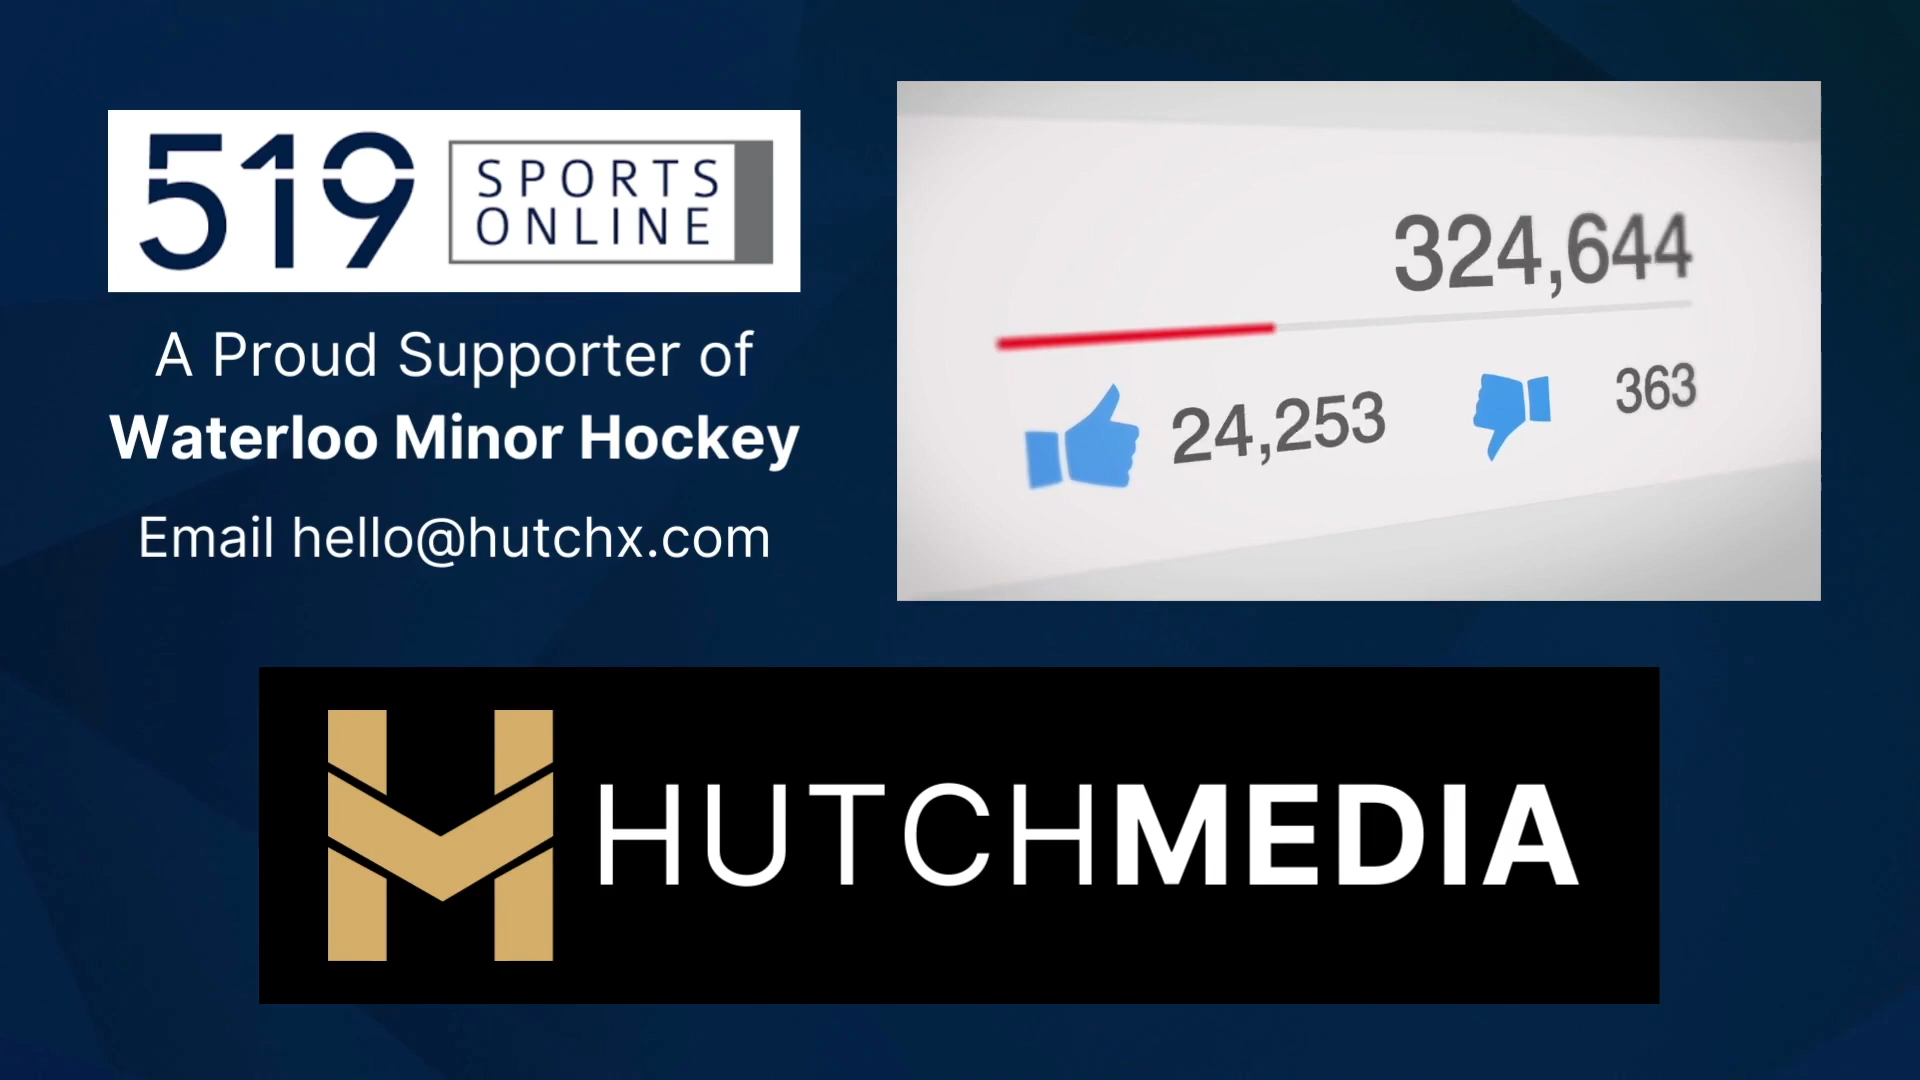 519
SPORTS
ONLINE
A Proud Supporter of
Waterloo Minor Hockey
Email hello@hutchx.com
324,644
24,253
363
HUTCHMEDIA